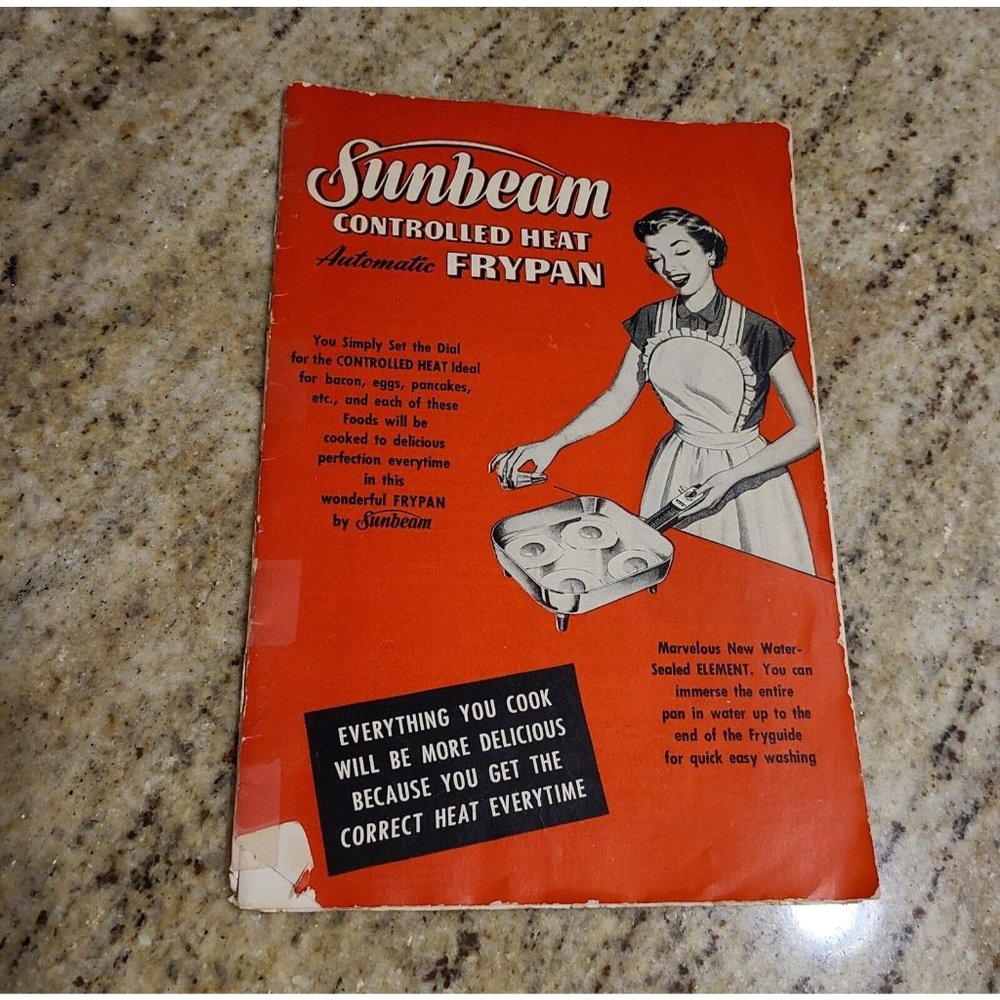 Sunbeam
CONTROLLED HEAT
Automatic FRYPAN
You Simply Set the Dial
for the CONTROLLED HEAT Ideal
for bacon, eggs, pancakes,
etc., and each of these
Foods will be
cooked to delicious
perfection everytime
in this
wonderful FRYPAN
by Sunbeam
Marvelous New Water-
Sealed ELEMENT. You can
immerse the entire
pan in water up to the
end of the Fryguide
for quick easy washing
EVERYTHING YOU COOK
WILL BE MORE DELICIOUS
BECAUSE YOU GET THE
CORRECT HEAT EVERYTIME